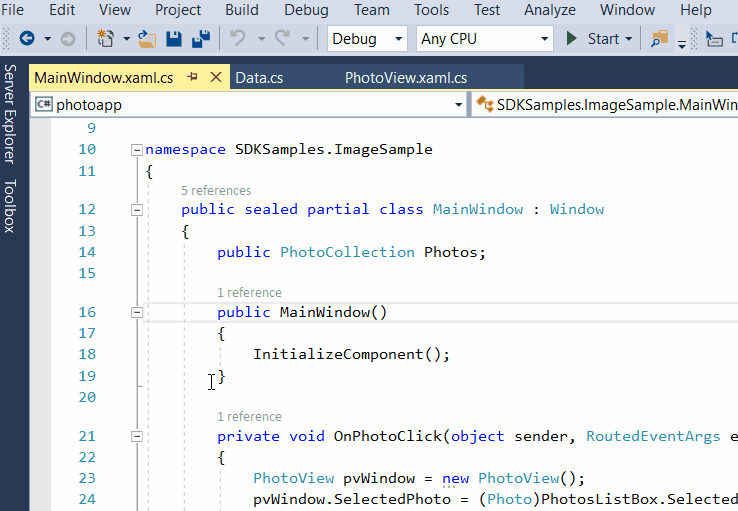 File Edit View Project Build Debug Team Tools Test Analyze Window Help
Debug Any CPU Start
Server Explorer
Toolbox
MainWindow.xaml.cs Data.cs PhotoView.xaml.cs
C# photoapp SDKSamples.ImageSample.MainWin
9
10 namespace SDKSamples.ImageSample
11 {
5 references
12 public sealed partial class MainWindow : Window
13 {
14 public PhotoCollection Photos;
15
1 reference
16 public MainWindow()
17 {
18 InitializeComponent();
19 }
20
1 reference
21 private void OnPhotoClick(object sender, RoutedEventArgs e
22 {
23 PhotoView pvWindow = new PhotoView();
24 pvWindow.SelectedPhoto = (Photo)PhotosListBox.Selected